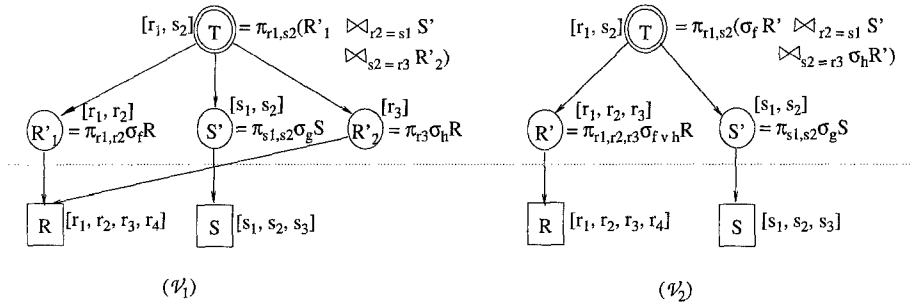 [r1, s2] T = πr1,s2(R'1 ⋈r2 = s1 S'
⋈s2 = r3 R'2)
[r1, r2] [s1, s2] [r3]
R'1 = πr1,r2σfR S' = πs1,s2σgS R'2 = πr3σhR
R [r1, r2, r3, r4] S [s1, s2, s3]
(𝒱1)
[r1, s2] T = πr1,s2(σf R' ⋈r2 = s1 S'
⋈s2 = r3 σhR')
[r1, r2, r3] [s1, s2]
R' = πr1,r2,r3σf v hR S' = πs1,s2σgS
R [r1, r2, r3, r4] S [s1, s2, s3]
(𝒱2)